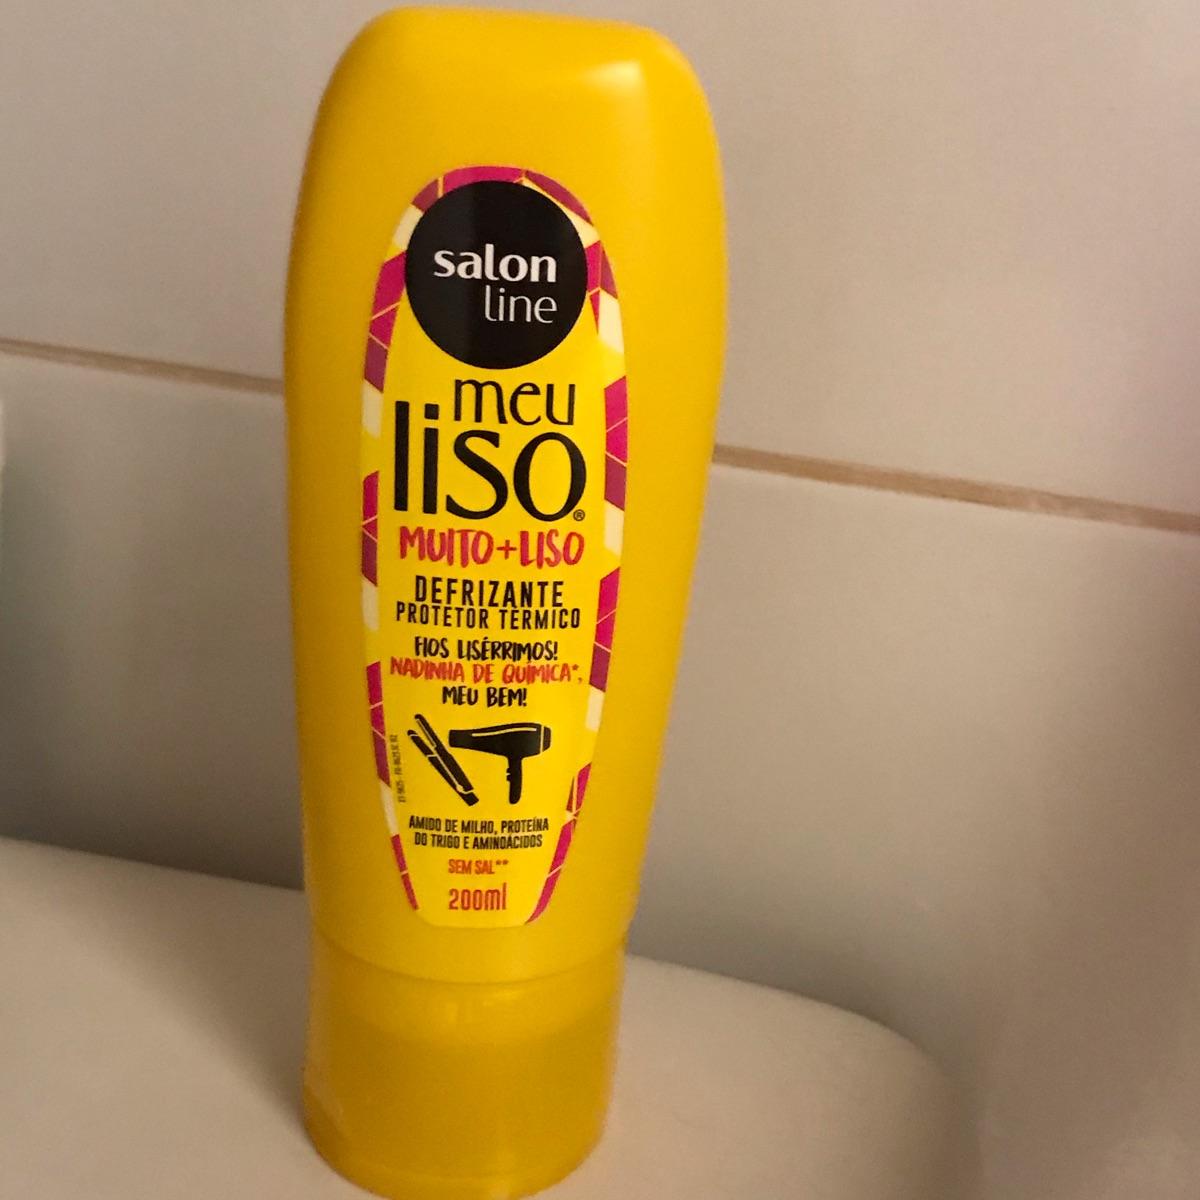 salon
line
meu
liso®
MUITO+LISO
DEFRIZANTE
PROTETOR TÉRMICO
FIOS LISÉRRIMOS!
NADINHA DE QUÍMICA*,
MEU BEM!
AMIDO DE MILHO, PROTEÍNA
DO TRIGO E AMINOÁCIDOS
SEM SAL**
200ml